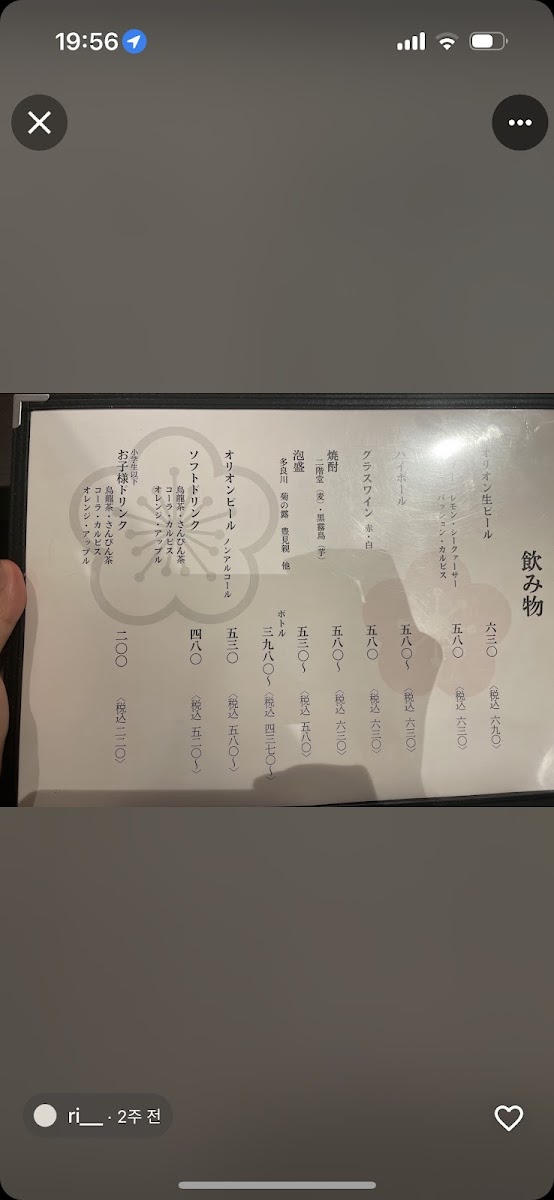 19:56
飲み物
オリオン生ビール 六三〇 〈税込 六九〇〉
レモン・シークァーサー
パッション・カルピス 五八〇 〈税込 六三〇〉
ハイボール 五八〇〜 〈税込 六三〇〉
グラスワイン 赤・白 五八〇 〈税込 六三〇〉
焼酎
二階堂（麦）・黒霧島（芋） 五八〇〜 〈税込 六三〇〉
泡盛 五三〇〜 〈税込 五八〇〉
多良川 菊の露 豊見親 他
ボトル 三九八〇〜 〈税込 四三七〇〜〉
オリオンビール ノンアルコール 五三〇 〈税込 五八〇〜〉
ソフトドリンク 四八〇 〈税込 五二〇〜〉
烏龍茶・さんぴん茶
コーラ・カルピス
オレンジ・アップル
小学生以下
お子様ドリンク 二〇〇 〈税込 二二〇〉
烏龍茶・さんぴん茶
コーラ・カルピス
オレンジ・アップル
ri__ · 2주 전